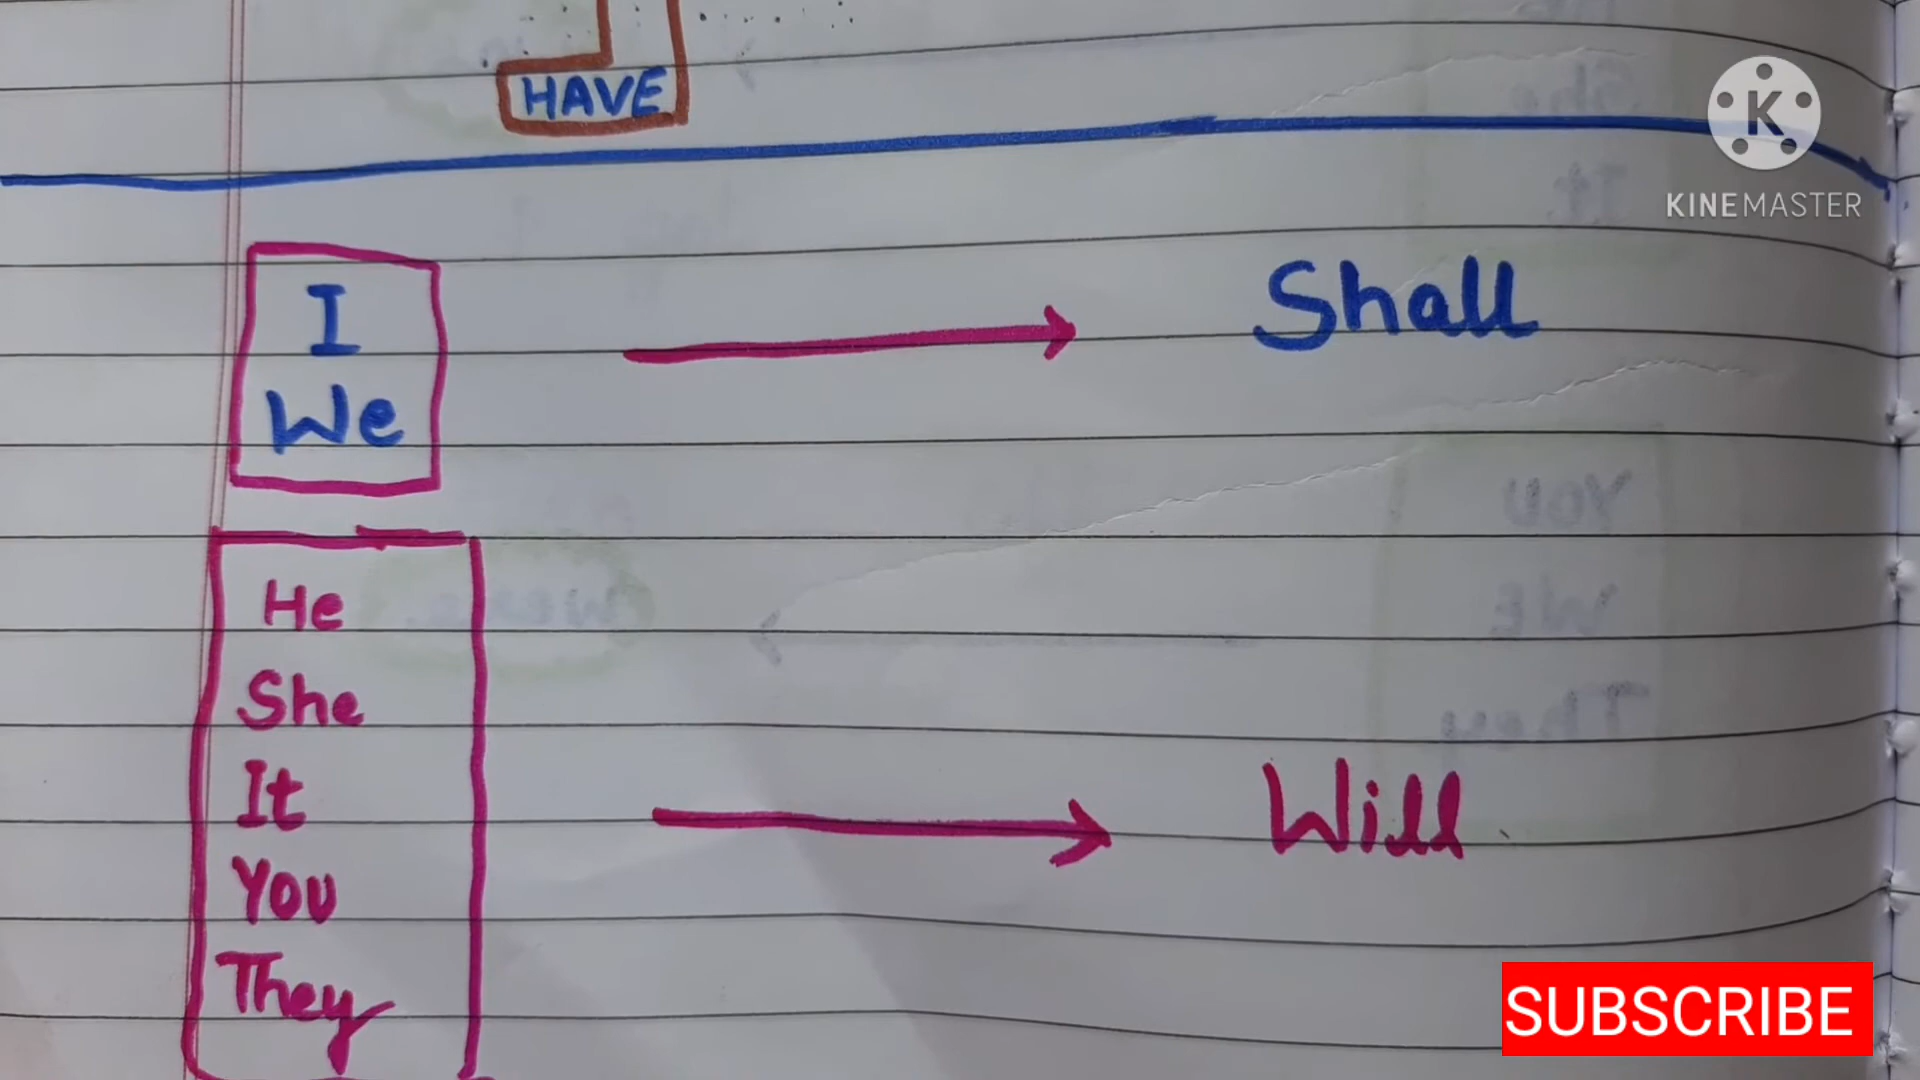 HAVE
K
KINEMASTER
I
We
Shall
He
She
It
You
They
Will
SUBSCRIBE